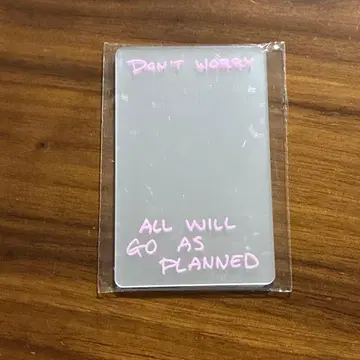 DON'T WORRY
ALL WILL
GO AS
PLANNED